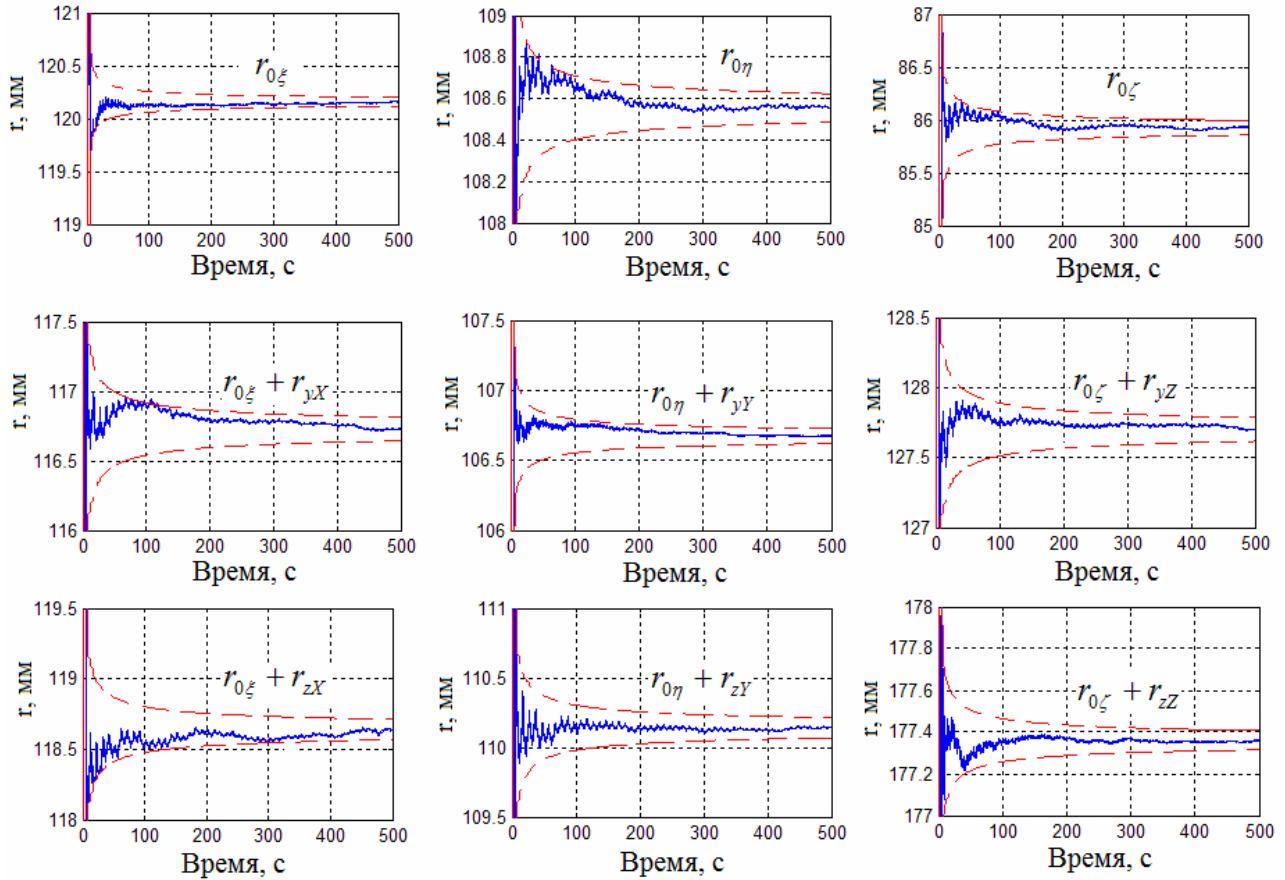 r, мм
121
120.5
120
119.5
119
0 100 200 300 400 500
r₀ξ
Время, с
r, мм
109
108.8
108.6
108.4
108.2
108
0 100 200 300 400 500
r₀η
Время, с
r, мм
87
86.5
86
85.5
85
0 100 200 300 400 500
r₀ζ
Время, с
r, мм
117.5
117
116.5
116
0 100 200 300 400 500
r₀ξ + r_yX
Время, с
r, мм
107.5
107
106.5
106
0 100 200 300 400 500
r₀η + r_yY
Время, с
r, мм
128.5
128
127.5
127
0 100 200 300 400 500
r₀ζ + r_yZ
Время, с
r, мм
119.5
119
118.5
118
0 100 200 300 400 500
r₀ξ + r_zX
Время, с
r, мм
111
110.5
110
109.5
0 100 200 300 400 500
r₀η + r_zY
Время, с
r, мм
178
177.8
177.6
177.4
177.2
177
0 100 200 300 400 500
r₀ζ + r_zZ
Время, с